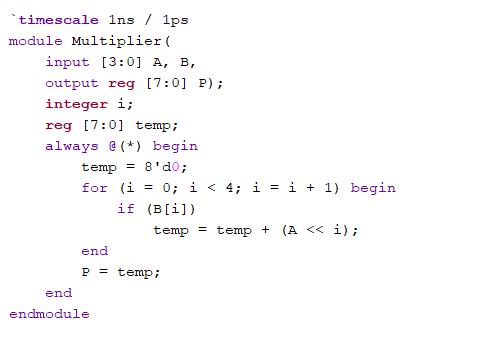 `timescale 1ns / 1ps
module Multiplier(
    input [3:0] A, B,
    output reg [7:0] P);
    integer i;
    reg [7:0] temp;
    always @(*) begin
        temp = 8'd0;
        for (i = 0; i < 4; i = i + 1) begin
            if (B[i])
                temp = temp + (A << i);
        end
        P = temp;
    end
endmodule